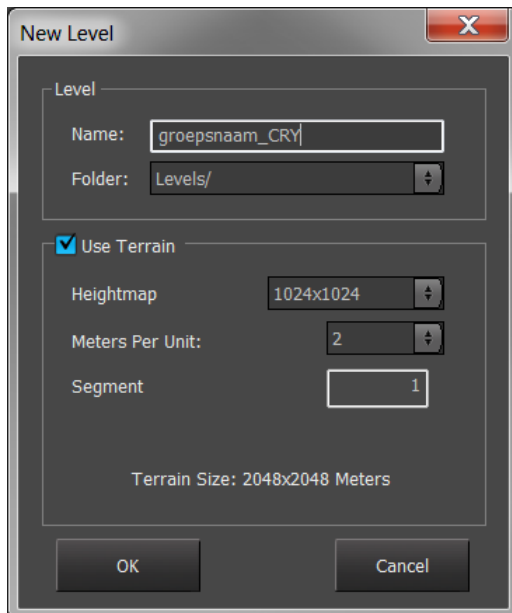 New Level
Level
Name: groepsnaam_CRY
Folder: Levels/
Use Terrain
Heightmap 1024x1024
Meters Per Unit: 2
Segment 1
Terrain Size: 2048x2048 Meters
OK Cancel